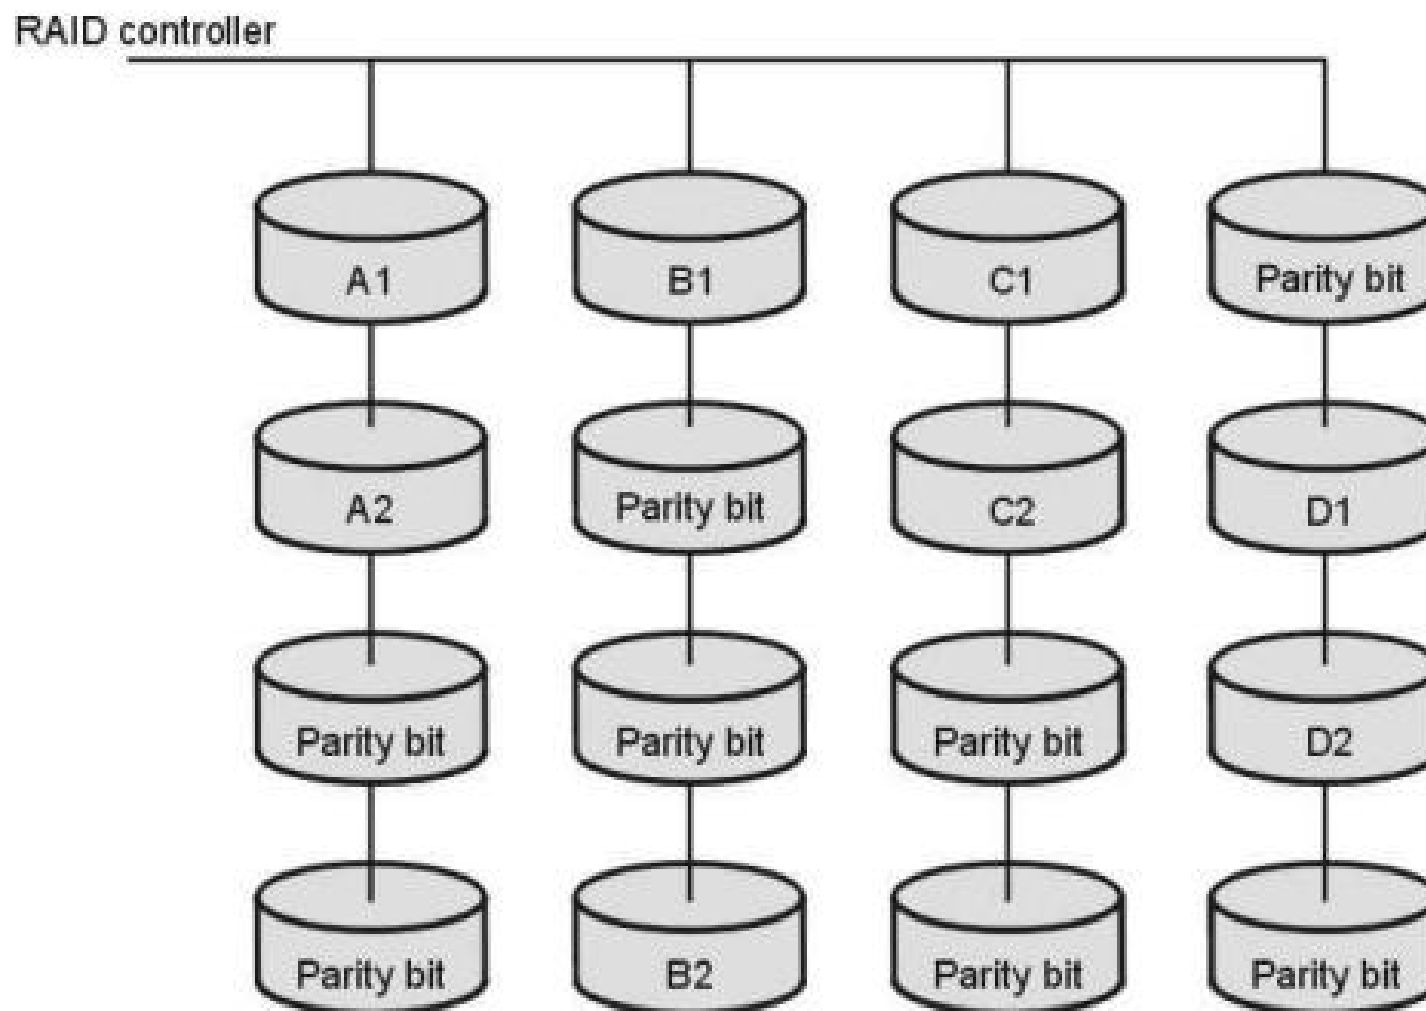 RAID controller
A1 B1 C1 Parity bit
A2 Parity bit C2 D1
Parity bit Parity bit Parity bit D2
Parity bit B2 Parity bit Parity bit